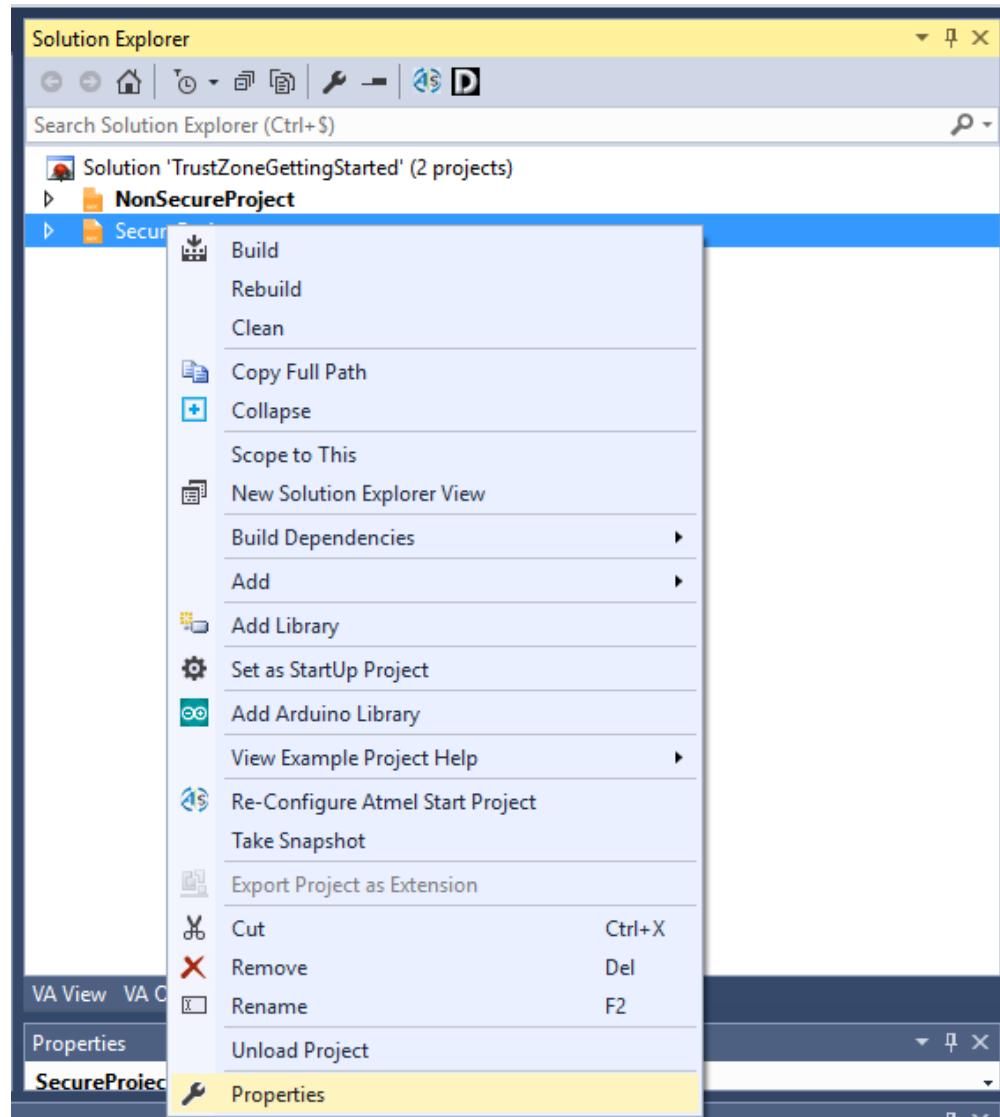 Solution Explorer
Search Solution Explorer (Ctrl+$)
Solution 'TrustZoneGettingStarted' (2 projects)
NonSecureProject
Build
Rebuild
Clean
Copy Full Path
Collapse
Scope to This
New Solution Explorer View
Build Dependencies
Add
Add Library
Set as StartUp Project
Add Arduino Library
View Example Project Help
Re-Configure Atmel Start Project
Take Snapshot
Export Project as Extension
Cut Ctrl+X
Remove Del
Rename F2
Unload Project
Properties
VA View VA O
Properties
SecureProjec